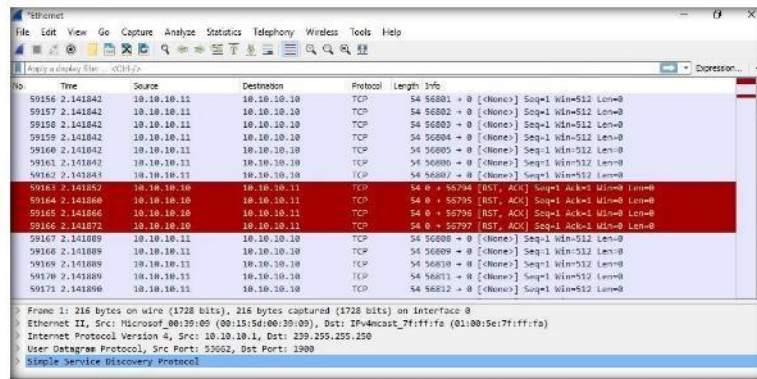 *Ethernet
File Edit View Go Capture Analyze Statistics Telephony Wireless Tools Help
Apply a display filter ... <Ctrl-/> Expression...
No. Time Source Destination Protocol Length Info
59156 2.141842 10.10.10.11 10.10.10.10 TCP 54 56801 → 0 [<None>] Seq=1 Win=512 Len=0
59157 2.141842 10.10.10.11 10.10.10.10 TCP 54 56802 → 0 [<None>] Seq=1 Win=512 Len=0
59158 2.141842 10.10.10.11 10.10.10.10 TCP 54 56803 → 0 [<None>] Seq=1 Win=512 Len=0
59159 2.141842 10.10.10.11 10.10.10.10 TCP 54 56804 → 0 [<None>] Seq=1 Win=512 Len=0
59160 2.141842 10.10.10.11 10.10.10.10 TCP 54 56805 → 0 [<None>] Seq=1 Win=512 Len=0
59161 2.141842 10.10.10.11 10.10.10.10 TCP 54 56806 → 0 [<None>] Seq=1 Win=512 Len=0
59162 2.141843 10.10.10.11 10.10.10.10 TCP 54 56807 → 0 [<None>] Seq=1 Win=512 Len=0
59163 2.141852 10.10.10.10 10.10.10.11 TCP 54 0 → 56794 [RST, ACK] Seq=1 Ack=1 Win=0 Len=0
59164 2.141860 10.10.10.10 10.10.10.11 TCP 54 0 → 56795 [RST, ACK] Seq=1 Ack=1 Win=0 Len=0
59165 2.141866 10.10.10.10 10.10.10.11 TCP 54 0 → 56796 [RST, ACK] Seq=1 Ack=1 Win=0 Len=0
59166 2.141872 10.10.10.10 10.10.10.11 TCP 54 0 → 56797 [RST, ACK] Seq=1 Ack=1 Win=0 Len=0
59167 2.141889 10.10.10.11 10.10.10.10 TCP 54 56808 → 0 [<None>] Seq=1 Win=512 Len=0
59168 2.141889 10.10.10.11 10.10.10.10 TCP 54 56809 → 0 [<None>] Seq=1 Win=512 Len=0
59169 2.141889 10.10.10.11 10.10.10.10 TCP 54 56810 → 0 [<None>] Seq=1 Win=512 Len=0
59170 2.141889 10.10.10.11 10.10.10.10 TCP 54 56811 → 0 [<None>] Seq=1 Win=512 Len=0
59171 2.141890 10.10.10.11 10.10.10.10 TCP 54 56812 → 0 [<None>] Seq=1 Win=512 Len=0
> Frame 1: 216 bytes on wire (1728 bits), 216 bytes captured (1728 bits) on interface 0
> Ethernet II, Src: Microsof_00:39:09 (00:15:5d:00:39:09), Dst: IPv4mcast_7f:ff:fa (01:00:5e:7f:ff:fa)
> Internet Protocol Version 4, Src: 10.10.10.1, Dst: 239.255.255.250
> User Datagram Protocol, Src Port: 53662, Dst Port: 1900
> Simple Service Discovery Protocol